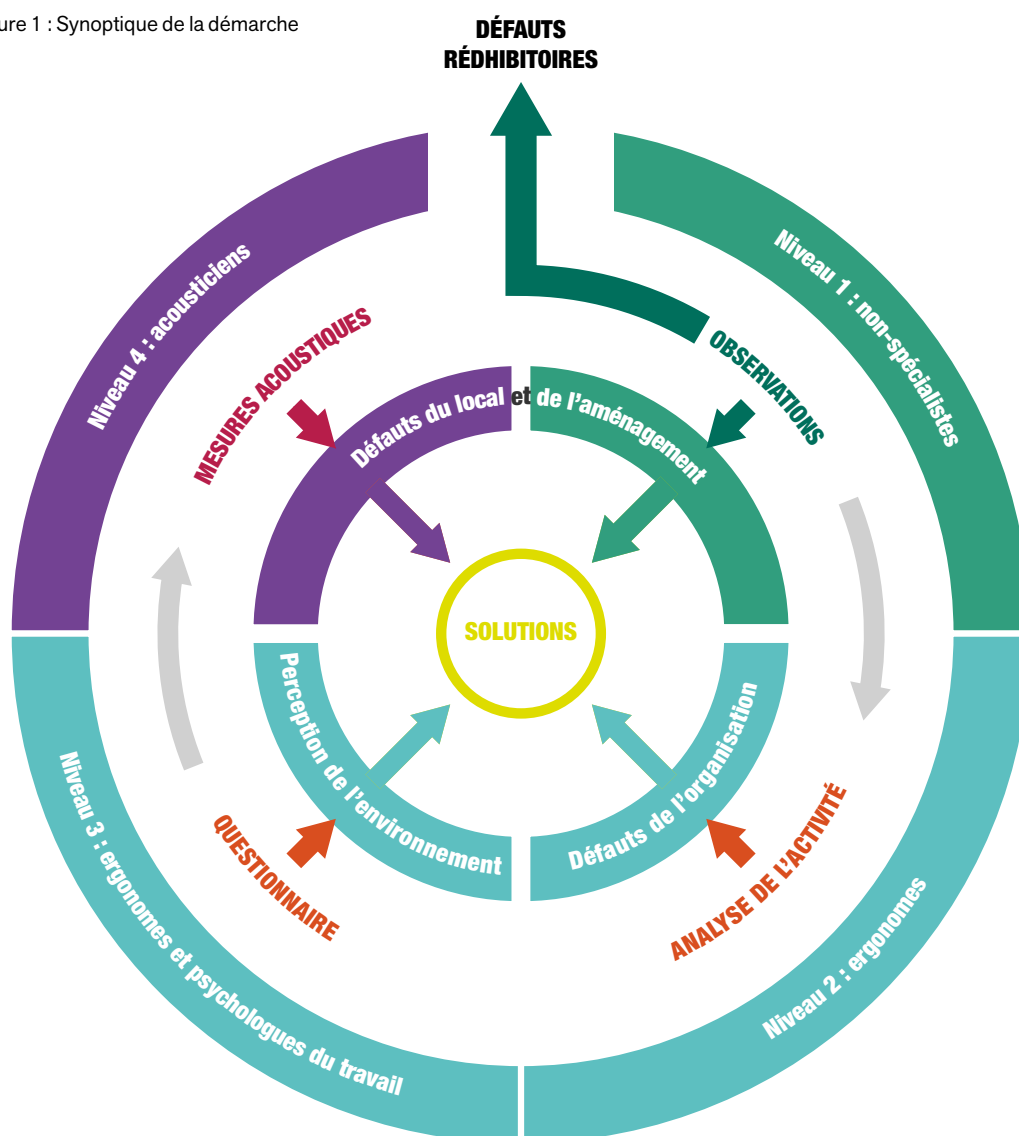 ure 1 : Synoptique de la démarche
DÉFAUTS
RÉDHIBITOIRES
Niveau 4 : acousticiens
Niveau 1 : non-spécialistes
MESURES ACOUSTIQUES
OBSERVATIONS
Défauts du local et de l'aménagement
SOLUTIONS
Perception de l'environnement
Défauts de l'organisation
QUESTIONNAIRE
ANALYSE DE L'ACTIVITÉ
Niveau 3 : ergonomes et psychologues du travail
Niveau 2 : ergonomes